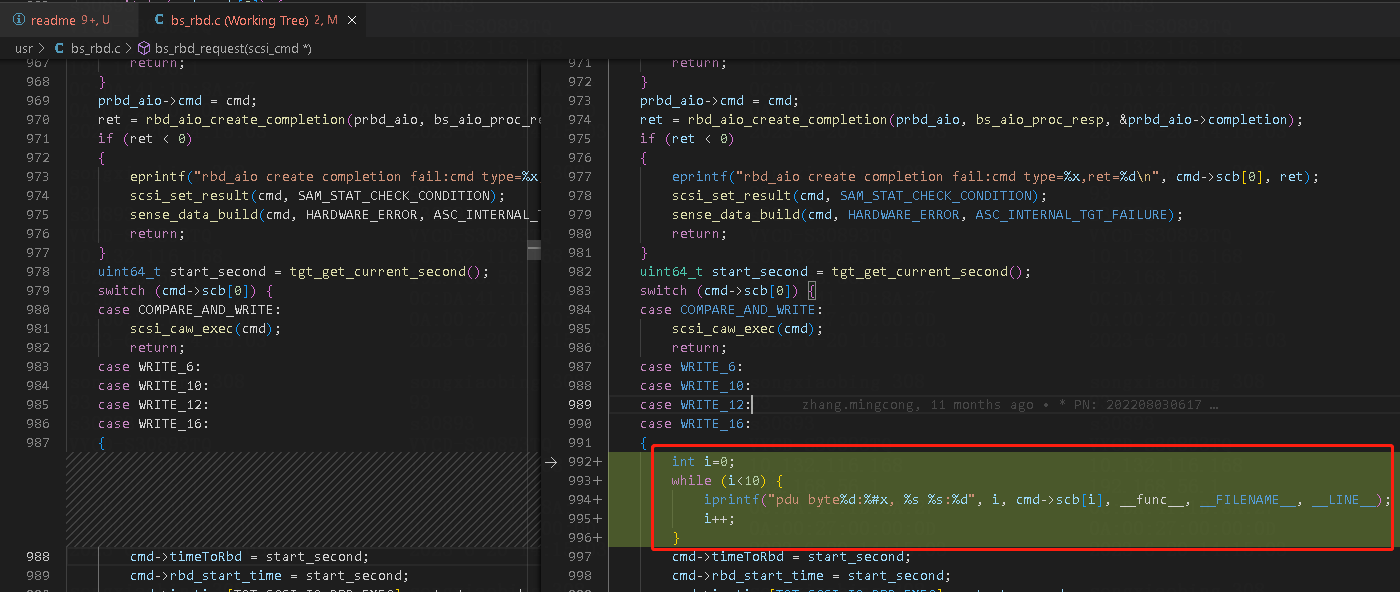 readme 9+, U
C bs_rbd.c (Working Tree) 2, M ×
usr > C bs_rbd.c > bs_rbd_request(scsi_cmd *)
967 return;
968 }
969 prbd_aio->cmd = cmd;
970 ret = rbd_aio_create_completion(prbd_aio, bs_aio_proc_re
971 if (ret < 0)
972 {
973 eprintf("rbd_aio create completion fail:cmd type=%x
974 scsi_set_result(cmd, SAM_STAT_CHECK_CONDITION);
975 sense_data_build(cmd, HARDWARE_ERROR, ASC_INTERNAL_T
976 return;
977 }
978 uint64_t start_second = tgt_get_current_second();
979 switch (cmd->scb[0]) {
980 case COMPARE_AND_WRITE:
981 scsi_caw_exec(cmd);
982 return;
983 case WRITE_6:
984 case WRITE_10:
985 case WRITE_12:
986 case WRITE_16:
987 {
988 cmd->timeToRbd = start_second;
989 cmd->rbd_start_time = start_second;
971 return;
972 }
973 prbd_aio->cmd = cmd;
974 ret = rbd_aio_create_completion(prbd_aio, bs_aio_proc_resp, &prbd_aio->completion);
975 if (ret < 0)
976 {
977 eprintf("rbd_aio create completion fail:cmd type=%x,ret=%d\n", cmd->scb[0], ret);
978 scsi_set_result(cmd, SAM_STAT_CHECK_CONDITION);
979 sense_data_build(cmd, HARDWARE_ERROR, ASC_INTERNAL_TGT_FAILURE);
980 return;
981 }
982 uint64_t start_second = tgt_get_current_second();
983 switch (cmd->scb[0]) {
984 case COMPARE_AND_WRITE:
985 scsi_caw_exec(cmd);
986 return;
987 case WRITE_6:
988 case WRITE_10:
989 case WRITE_12: zhang.mingcong, 11 months ago • * PN: 202208030617 …
990 case WRITE_16:
991 {
992+ int i=0;
993+ while (i<10) {
994+ iprintf("pdu byte%d:%#x, %s %s:%d", i, cmd->scb[i], __func__, __FILENAME__, __LINE__);
995+ i++;
996+ }
997 cmd->timeToRbd = start_second;
998 cmd->rbd_start_time = start_second;